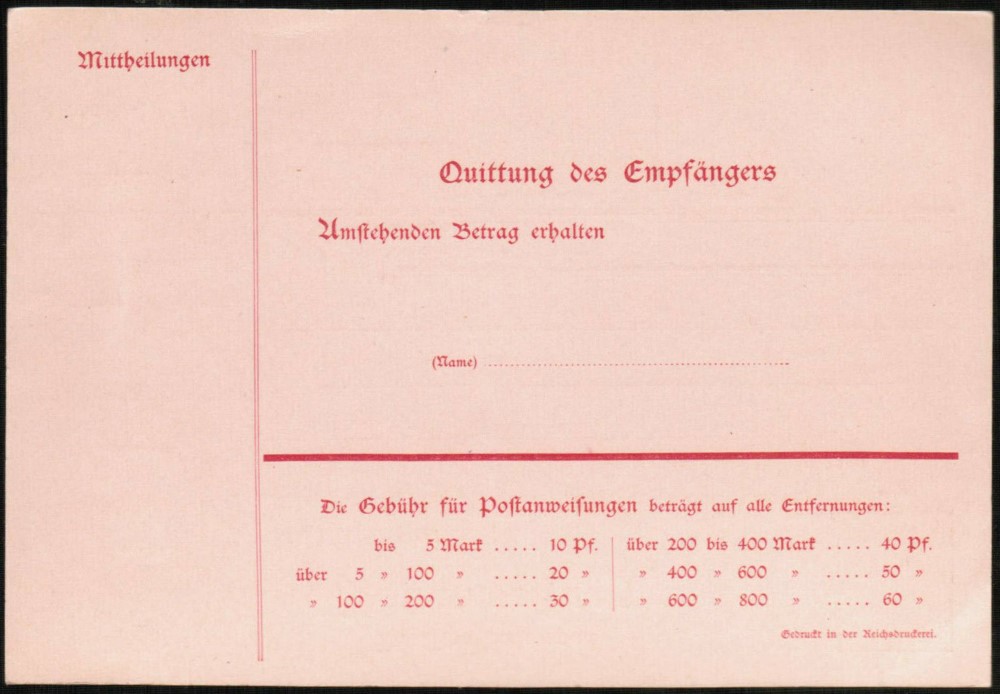 Mittheilungen
Quittung des Empfängers
Umstehenden Betrag erhalten
(Name) ........................................
Die Gebühr für Postanweisungen beträgt auf alle Entfernungen:
bis 5 Mark ..... 10 Pf. über 200 bis 400 Mark ..... 40 Pf.
über 5 » 100 » ..... 20 » » 400 » 600 » ..... 50 »
» 100 » 200 » ..... 30 » » 600 » 800 » ..... 60 »
Gedruckt in der Reichsdruckerei.